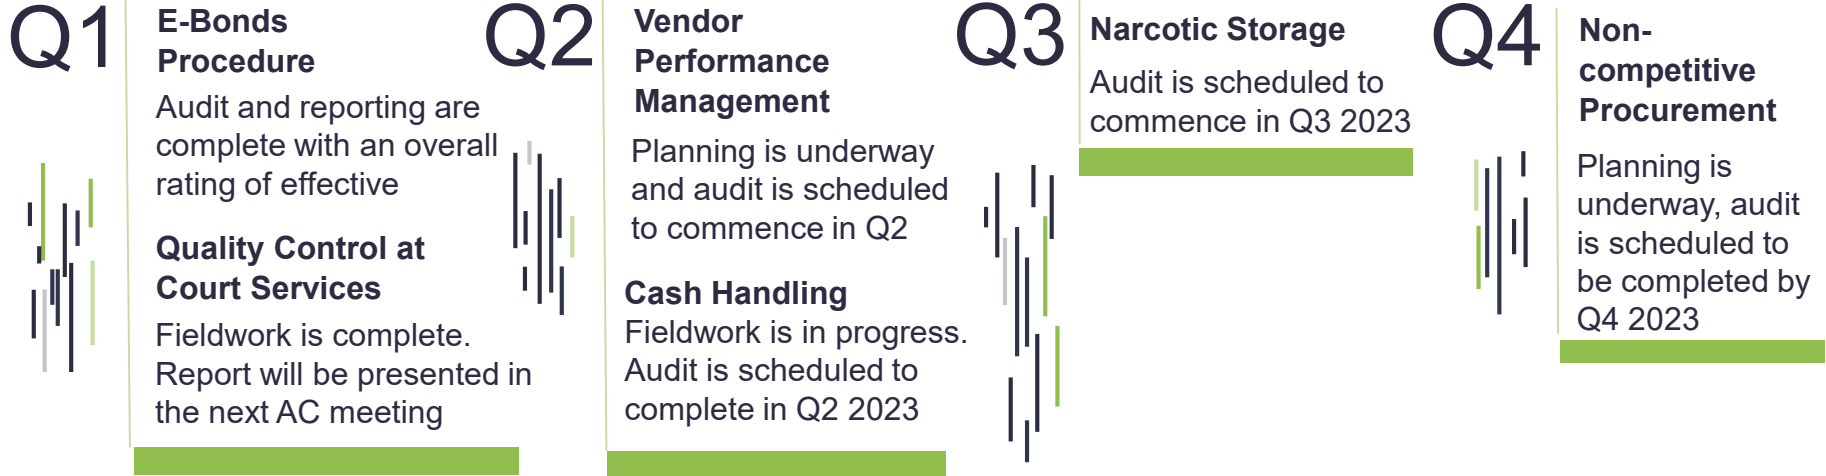 Q1
E-Bonds
Procedure
Audit and reporting are
complete with an overall
rating of effective
Quality Control at
Court Services
Fieldwork is complete.
Report will be presented in
the next AC meeting
Q2
Vendor
Performance
Management
Planning is underway
and audit is scheduled
to commence in Q2
Cash Handling
Fieldwork is in progress.
Audit is scheduled to
complete in Q2 2023
Q3
Narcotic Storage
Audit is scheduled to
commence in Q3 2023
Q4
Non-
competitive
Procurement
Planning is
underway, audit
is scheduled to
be completed by
Q4 2023